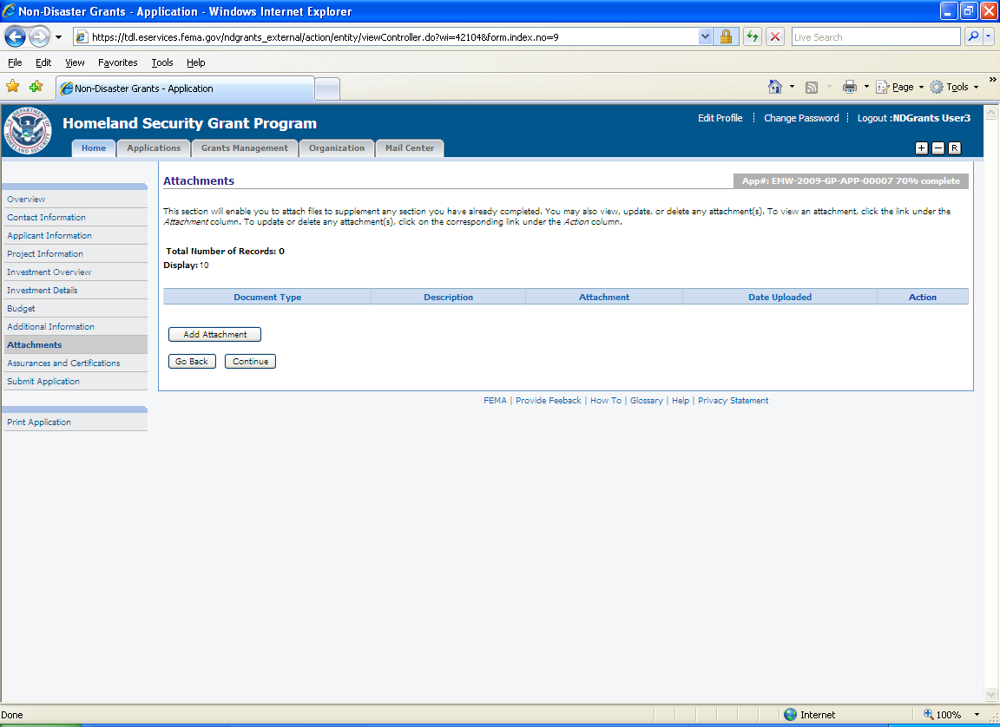 Non-Disaster Grants - Application - Windows Internet Explorer
https://tdl.eservices.fema.gov/ndgrants_external/action/entity/viewController.do?wi=42104&form.index.no=9
Live Search
File Edit View Favorites Tools Help
Non-Disaster Grants - Application
Page Tools
Homeland Security Grant Program
Edit Profile Change Password Logout :NDGrants User3
Home Applications Grants Management Organization Mail Center
+ - R
Overview
Contact Information
Applicant Information
Project Information
Investment Overview
Investment Details
Budget
Additional Information
Attachments
Assurances and Certifications
Submit Application
Print Application
Attachments
App#: EMW-2009-GP-APP-00007 70% complete
This section will enable you to attach files to supplement any section you have already completed. You may also view, update, or delete any attachment(s). To view an attachment, click the link under the
Attachment column. To update or delete any attachment(s), click on the corresponding link under the Action column.
Total Number of Records: 0
Display: 10
Document Type Description Attachment Date Uploaded Action
Add Attachment
Go Back Continue
FEMA | Provide Feeback | How To | Glossary | Help | Privacy Statement
Done Internet 100%